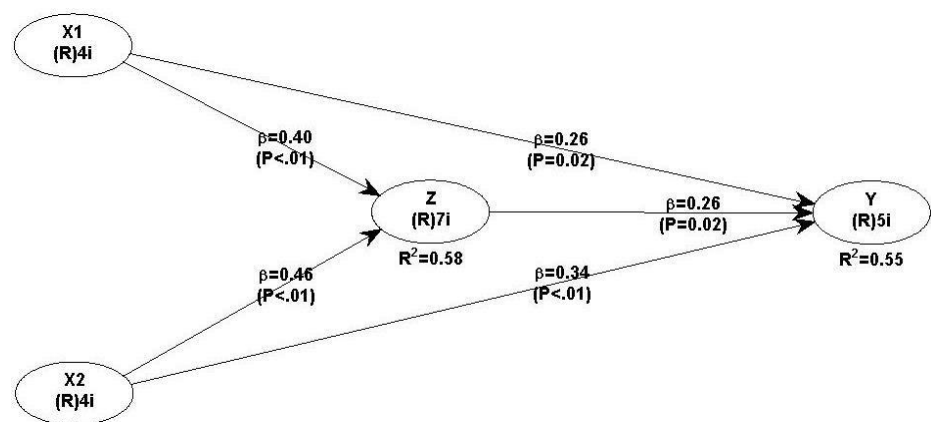 X1
(R)4i
β=0.40
(P<.01)
β=0.26
(P=0.02)
Z
(R)7i
R²=0.58
β=0.26
(P=0.02)
Y
(R)5i
R²=0.55
β=0.46
(P<.01)
β=0.34
(P<.01)
X2
(R)4i